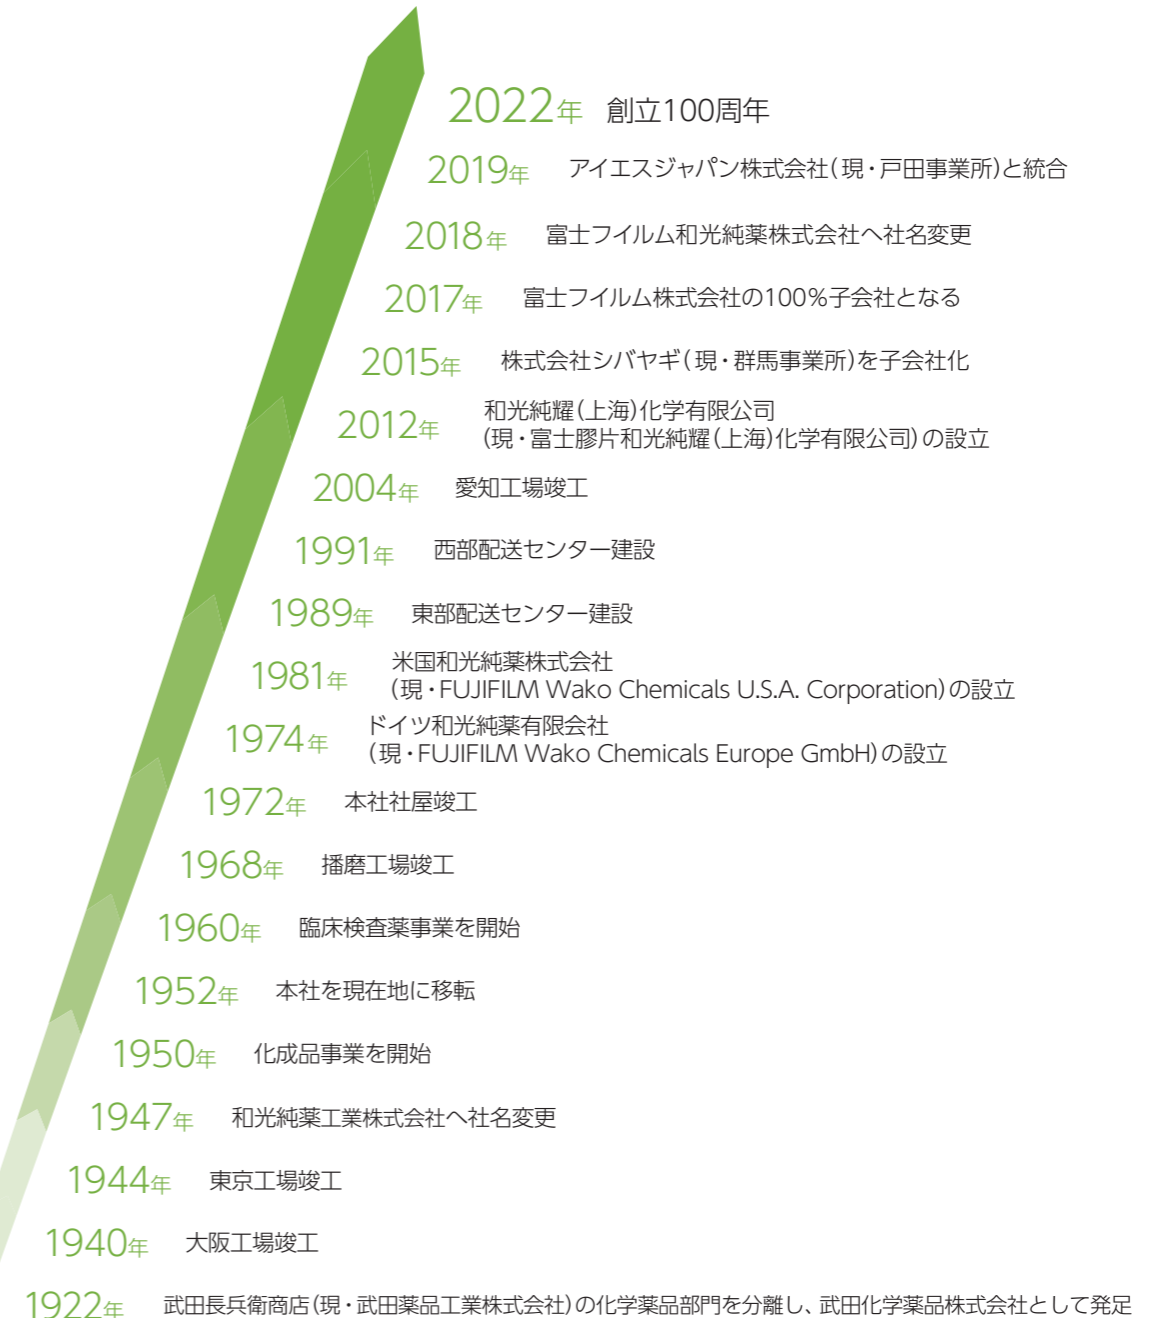 2022年 創立100周年
2019年 アイエスジャパン株式会社(現・戸田事業所)と統合
2018年 富士フイルム和光純薬株式会社へ社名変更
2017年 富士フイルム株式会社の100%子会社となる
2015年 株式会社シバヤギ(現・群馬事業所)を子会社化
2012年 和光純耀(上海)化学有限公司
(現・富士膠片和光純耀(上海)化学有限公司)の設立
2004年 愛知工場竣工
1991年 西部配送センター建設
1989年 東部配送センター建設
1981年 米国和光純薬株式会社
(現・FUJIFILM Wako Chemicals U.S.A. Corporation)の設立
1974年 ドイツ和光純薬有限会社
(現・FUJIFILM Wako Chemicals Europe GmbH)の設立
1972年 本社社屋竣工
1968年 播磨工場竣工
1960年 臨床検査薬事業を開始
1952年 本社を現在地に移転
1950年 化成品事業を開始
1947年 和光純薬工業株式会社へ社名変更
1944年 東京工場竣工
1940年 大阪工場竣工
1922年 武田長兵衛商店(現・武田薬品工業株式会社)の化学薬品部門を分離し、武田化学薬品株式会社として発足